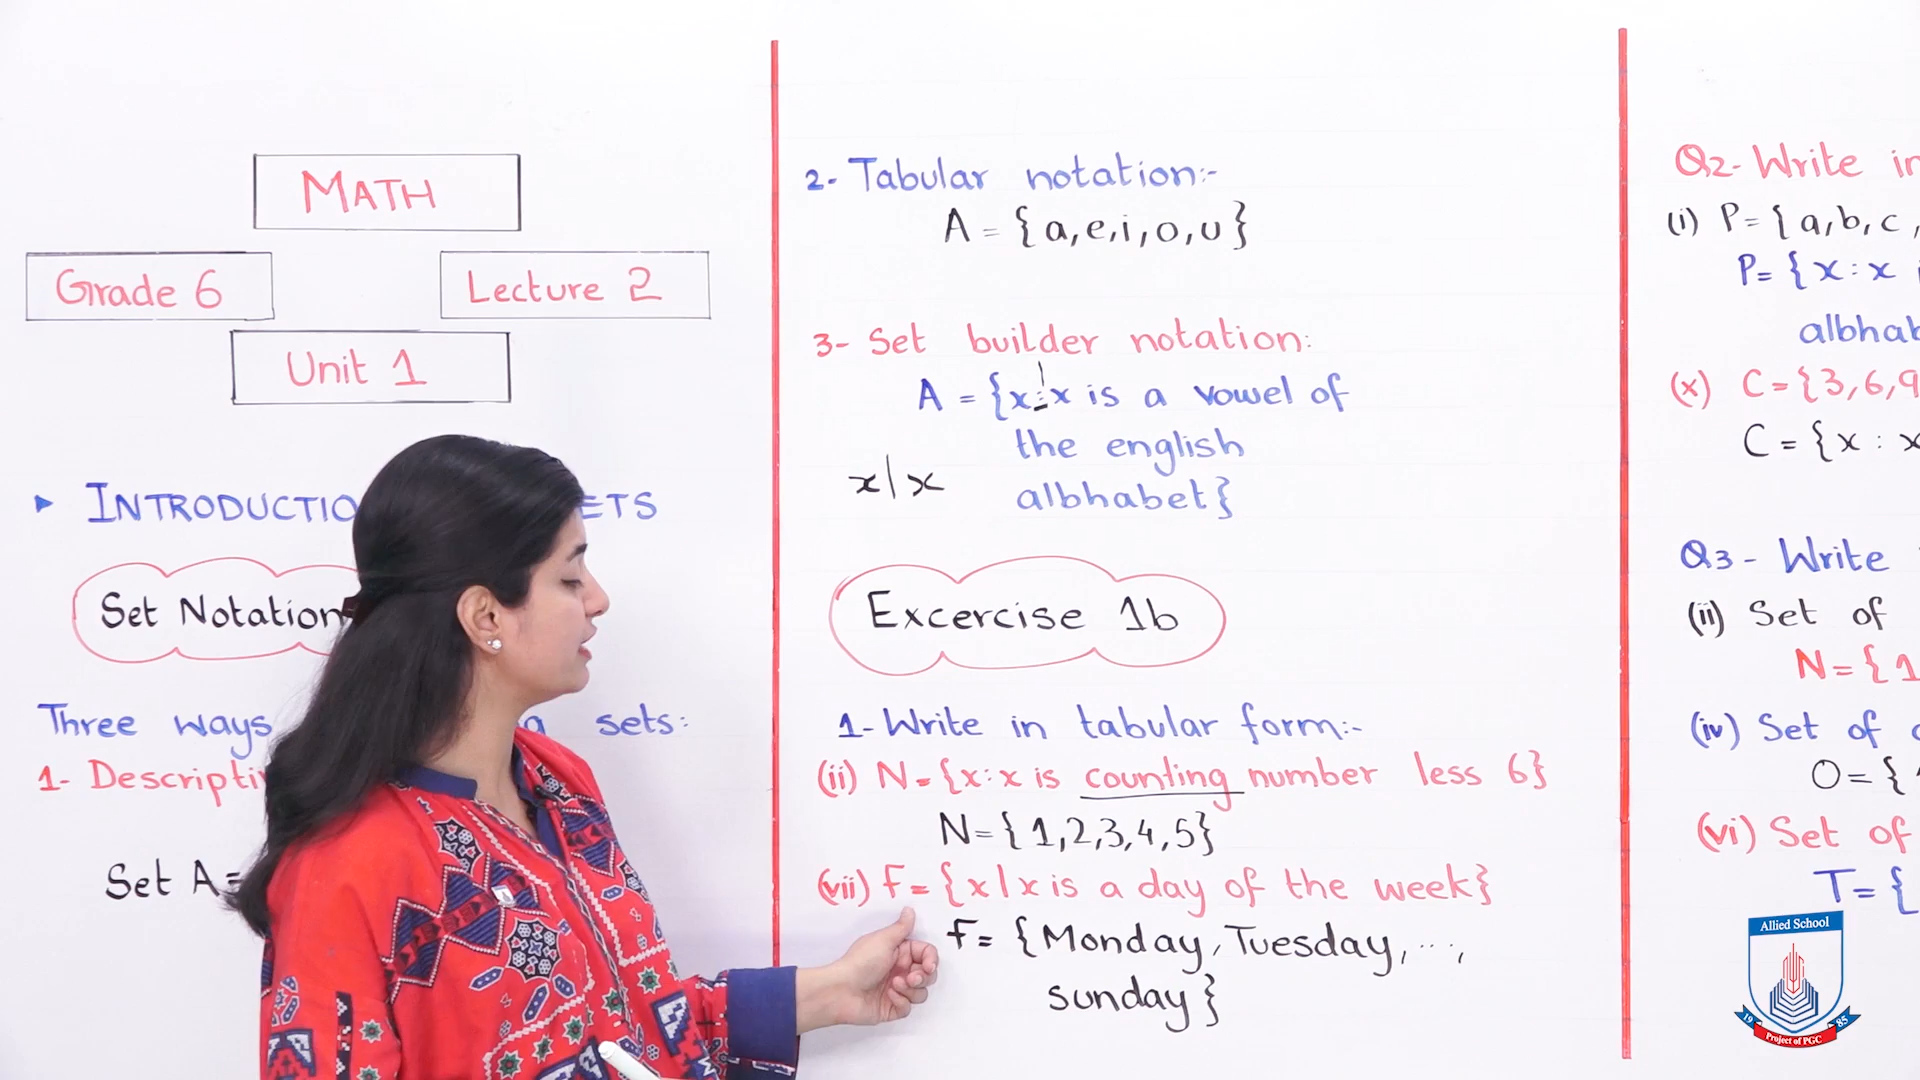 MATH
Grade 6
Lecture 2
Unit 1
▸ INTRODUCTIO ETS
Set Notation
Three ways sets:
1- Descripti
Set A=
2- Tabular notation:-
A = {a,e,i,o,u}
3- Set builder notation:
A = {x:x is a vowel of
the english
albhabet}
x|x
Excercise 1b
1- Write in tabular form:-
(ii) N={x:x is counting number less 6}
N={1,2,3,4,5}
(vii) F={x|x is a day of the week}
F= {Monday,Tuesday,...,
sunday}
Q2- Write in
(i) P={a,b,c,
P= {x:x
albhab
(x) C={3,6,9
C={x : x
Q3- Write
(ii) Set of
N={1
(iv) Set of
O={
(vi) Set of
T={
Allied School
19 85
Project of PGC